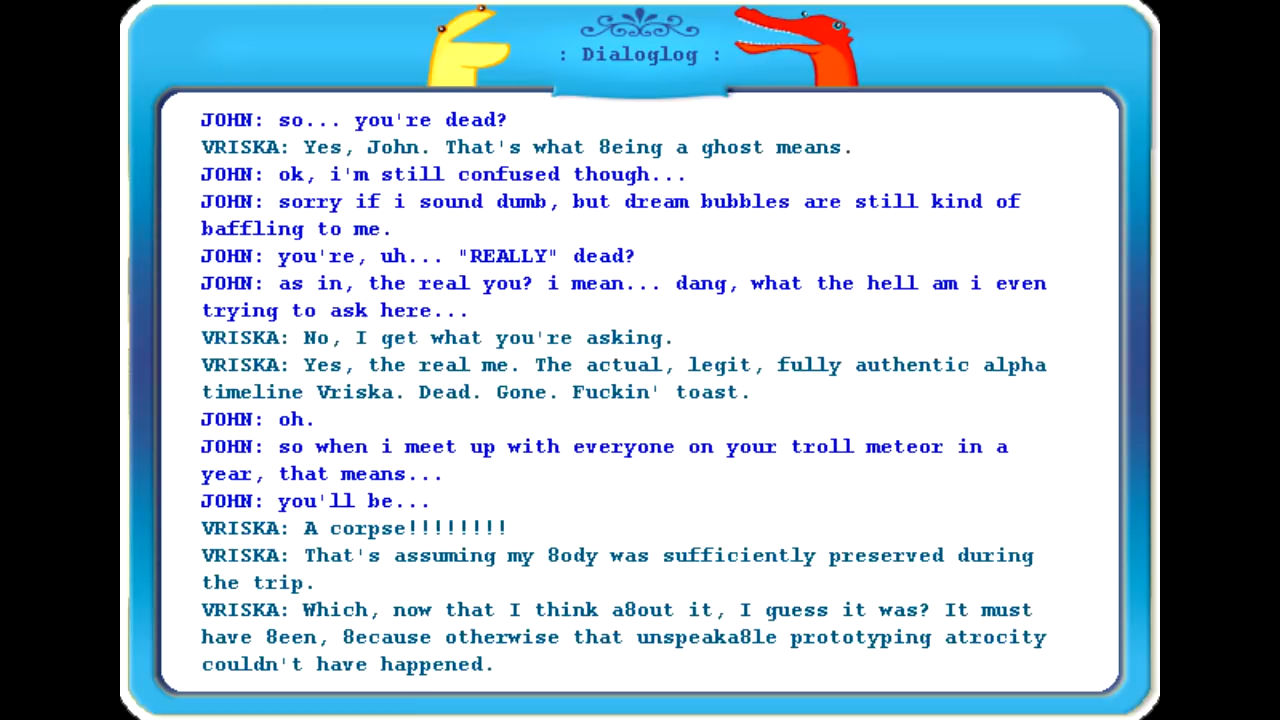 : Dialoglog :
JOHN: so... you're dead?
VRISKA: Yes, John. That's what 8eing a ghost means.
JOHN: ok, i'm still confused though...
JOHN: sorry if i sound dumb, but dream bubbles are still kind of
baffling to me.
JOHN: you're, uh... "REALLY" dead?
JOHN: as in, the real you? i mean... dang, what the hell am i even
trying to ask here...
VRISKA: No, I get what you're asking.
VRISKA: Yes, the real me. The actual, legit, fully authentic alpha
timeline Vriska. Dead. Gone. Fuckin' toast.
JOHN: oh.
JOHN: so when i meet up with everyone on your troll meteor in a
year, that means...
JOHN: you'll be...
VRISKA: A corpse!!!!!!!!
VRISKA: That's assuming my 8ody was sufficiently preserved during
the trip.
VRISKA: Which, now that I think a8out it, I guess it was? It must
have 8een, 8ecause otherwise that unspeaka8le prototyping atrocity
couldn't have happened.